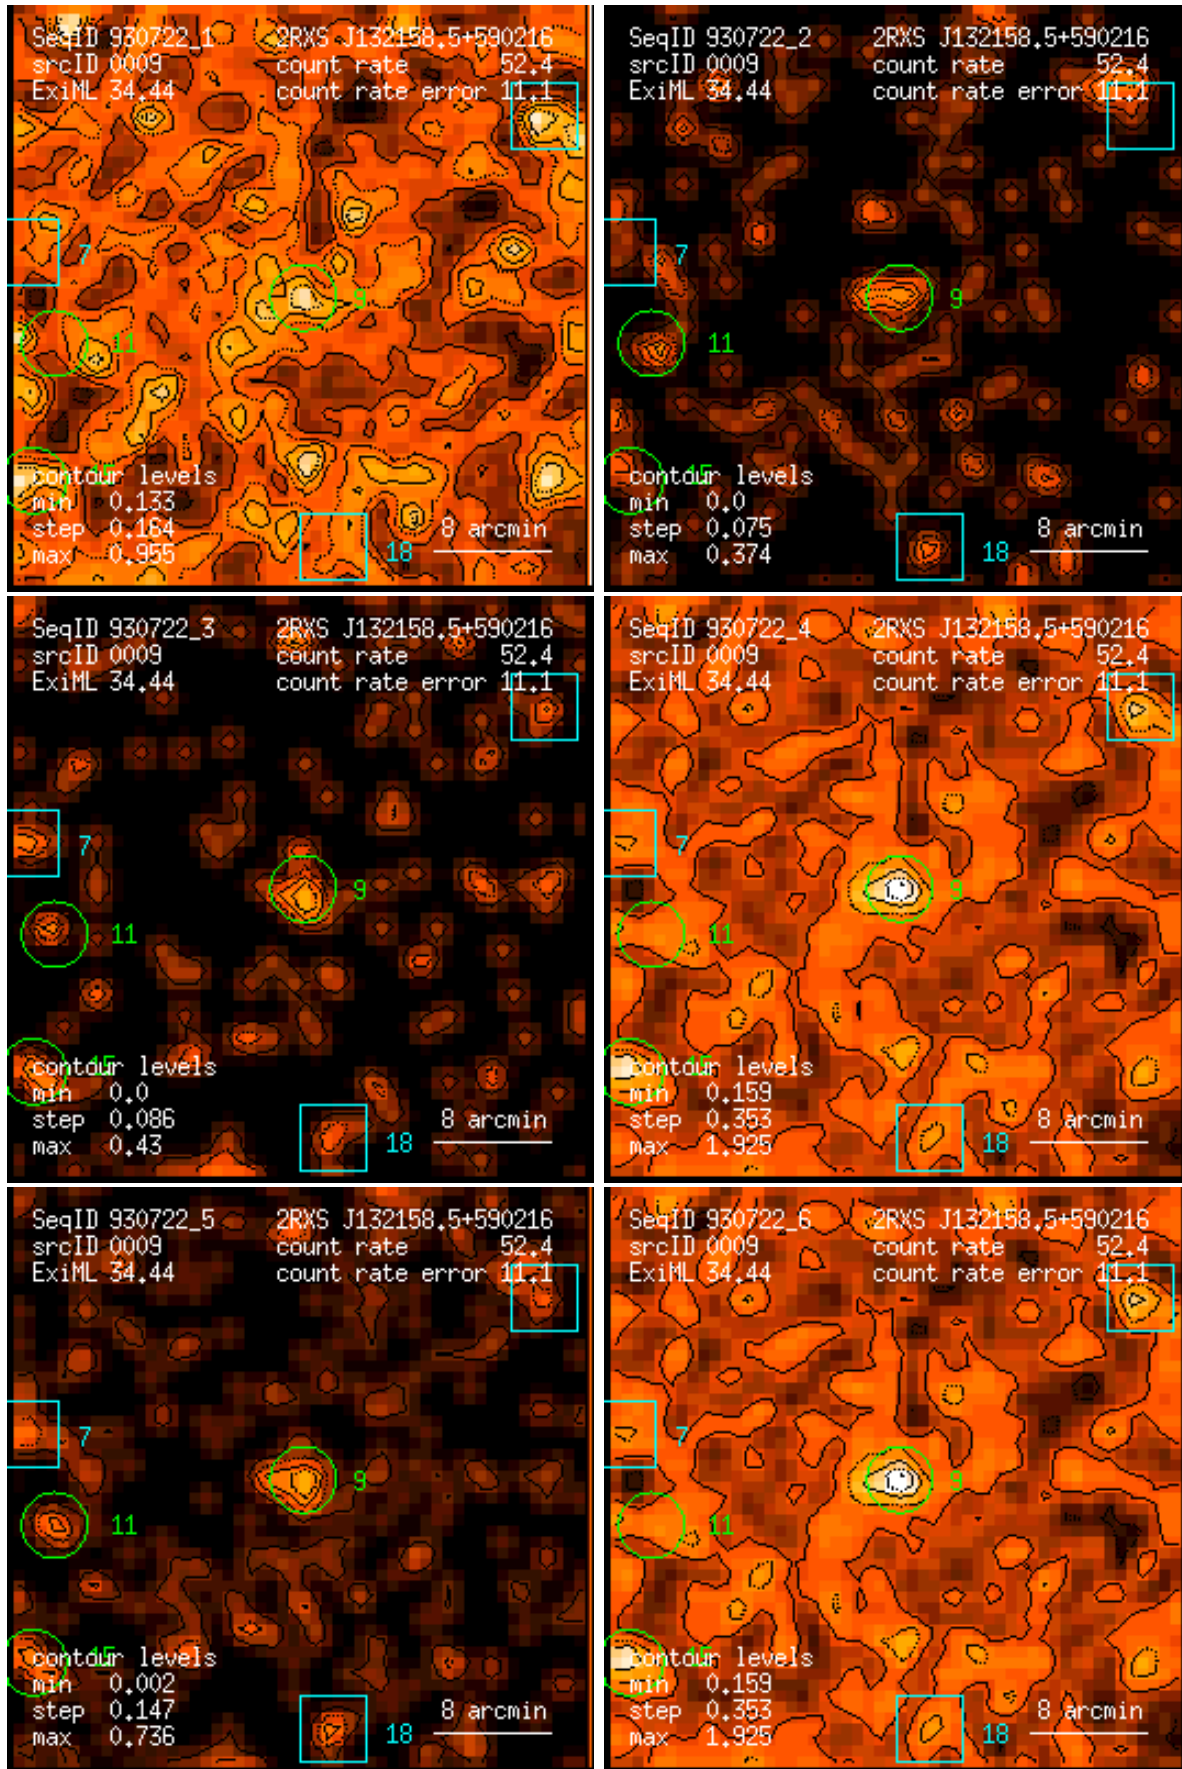 SeqID 930722_1 2RXS J132158.5+590216
srcID 0009 count rate 52.4
ExiML 34.44 count rate error 11.1
7
9
11
15
contour levels
min 0.133
step 0.164 8 arcmin
max 0.955 18
SeqID 930722_2 2RXS J132158.5+590216
srcID 0009 count rate 52.4
ExiML 34.44 count rate error 11.1
7
9
11
15
contour levels
min 0.0
step 0.075 8 arcmin
max 0.374 18
SeqID 930722_3 2RXS J132158.5+590216
srcID 0009 count rate 52.4
ExiML 34.44 count rate error 11.1
7
9
11
15
contour levels
min 0.0
step 0.086 8 arcmin
max 0.43 18
SeqID 930722_4 2RXS J132158.5+590216
srcID 0009 count rate 52.4
ExiML 34.44 count rate error 11.1
7
9
11
15
contour levels
min 0.159
step 0.353 8 arcmin
max 1.925 18
SeqID 930722_5 2RXS J132158.5+590216
srcID 0009 count rate 52.4
ExiML 34.44 count rate error 11.1
7
9
11
15
contour levels
min 0.002
step 0.147 8 arcmin
max 0.736 18
SeqID 930722_6 2RXS J132158.5+590216
srcID 0009 count rate 52.4
ExiML 34.44 count rate error 11.1
7
9
11
15
contour levels
min 0.159
step 0.353 8 arcmin
max 1.925 18